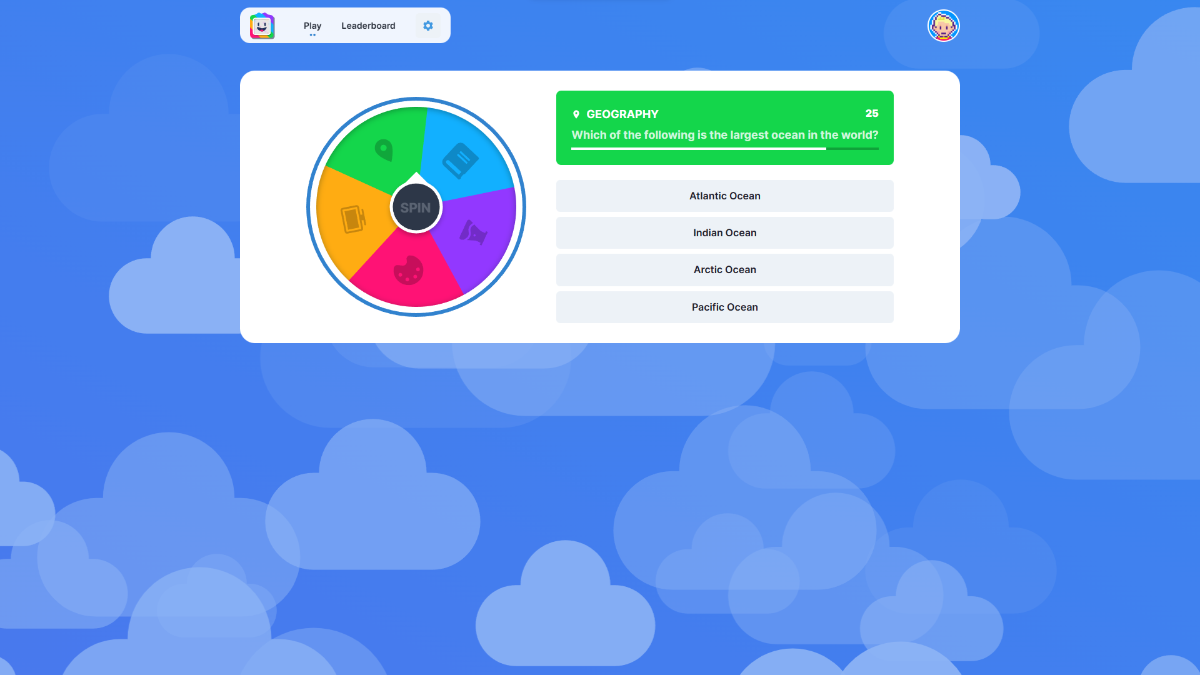 Play
Leaderboard
SPIN
GEOGRAPHY 25
Which of the following is the largest ocean in the world?
Atlantic Ocean
Indian Ocean
Arctic Ocean
Pacific Ocean